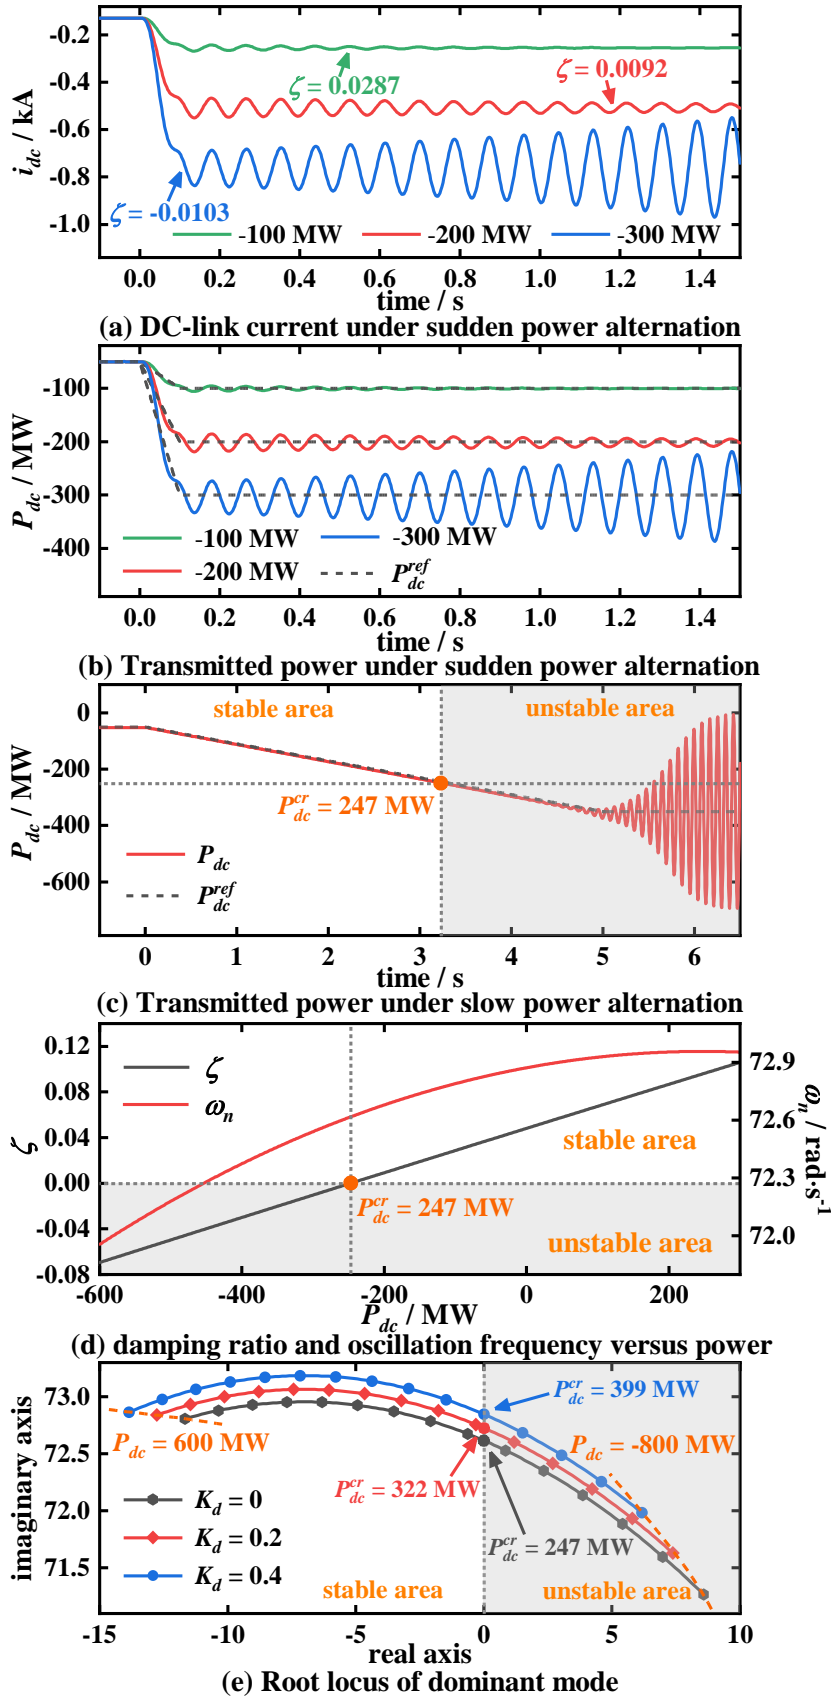 -0.2
-0.4
-0.6
-0.8
-1.0
i_dc / kA
ζ = 0.0287
ζ = 0.0092
ζ = -0.0103
-100 MW
-200 MW
-300 MW
0.0 0.2 0.4 0.6 0.8 1.0 1.2 1.4
time / s
(a) DC-link current under sudden power alternation
-100
-200
-300
-400
P_dc / MW
-100 MW
-300 MW
-200 MW
P_dc^ref
0.0 0.2 0.4 0.6 0.8 1.0 1.2 1.4
time / s
(b) Transmitted power under sudden power alternation
0
-200
-400
-600
P_dc / MW
stable area
unstable area
P_dc^cr = 247 MW
P_dc
P_dc^ref
0 1 2 3 4 5 6
time / s
(c) Transmitted power under slow power alternation
0.12
0.08
0.04
0.00
-0.04
-0.08
ζ
ζ
ω_n
72.9
72.6
72.3
72.0
ω_n / rad·s⁻¹
stable area
P_dc^cr = 247 MW
unstable area
-600 -400 -200 0 200
P_dc / MW
(d) damping ratio and oscillation frequency versus power
73.0
72.5
72.0
71.5
imaginary axis
P_dc^cr = 399 MW
P_dc = 600 MW
P_dc = -800 MW
P_dc^cr = 322 MW
K_d = 0
K_d = 0.2
K_d = 0.4
P_dc^cr = 247 MW
stable area
unstable area
-15 -10 -5 0 5 10
real axis
(e) Root locus of dominant mode